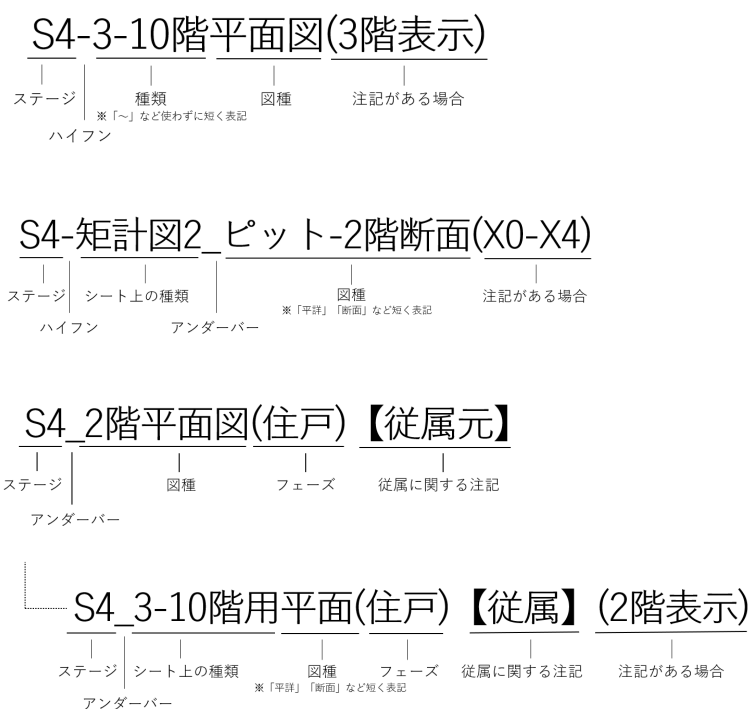 S4-3-10階平面図(3階表示)
ステージ 種類 図種 注記がある場合
※「～」など使わずに短く表記
ハイフン
S4-矩計図2_ピット-2階断面(X0-X4)
ステージ シート上の種類 図種 注記がある場合
※「平詳」「断面」など短く表記
ハイフン アンダーバー
S4_2階平面図(住戸)【従属元】
ステージ 図種 フェーズ 従属に関する注記
アンダーバー
S4_3-10階用平面(住戸)【従属】(2階表示)
ステージ シート上の種類 図種 フェーズ 従属に関する注記 注記がある場合
※「平詳」「断面」など短く表記
アンダーバー